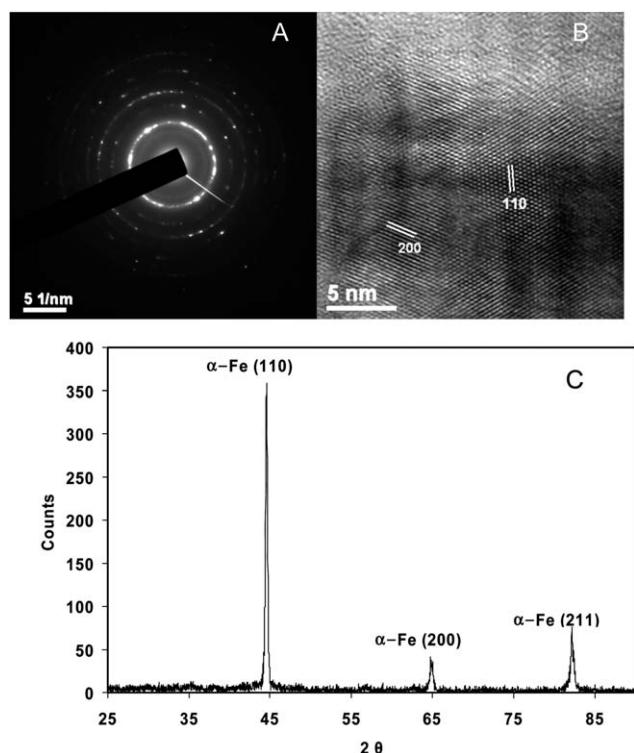 A
5 1/nm
B
110
200
5 nm
C
400
350
300
250
200
150
100
50
0
Counts
α−Fe (110)
α−Fe (200)
α−Fe (211)
25 35 45 55 65 75 85
2 θ